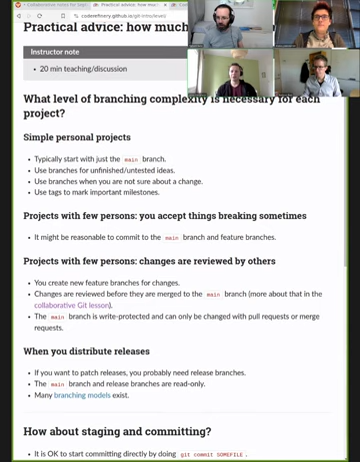 Practical advice: how much
coderefinery.github.io/git-intro/level/
Practical advice: how much
Instructor note
• 20 min teaching/discussion
What level of branching complexity is necessary for each
project?
Simple personal projects
• Typically start with just the main branch.
• Use branches for unfinished/untested ideas.
• Use branches when you are not sure about a change.
• Use tags to mark important milestones.
Projects with few persons: you accept things breaking sometimes
• It might be reasonable to commit to the main branch and feature branches.
Projects with few persons: changes are reviewed by others
• You create new feature branches for changes.
• Changes are reviewed before they are merged to the main branch (more about that in the
collaborative Git lesson).
• The main branch is write-protected and can only be changed with pull requests or merge
requests.
When you distribute releases
• If you want to patch releases, you probably need release branches.
• The main branch and release branches are read-only.
• Many branching models exist.
How about staging and committing?
• It is OK to start committing directly by doing git commit SOMEFILE .